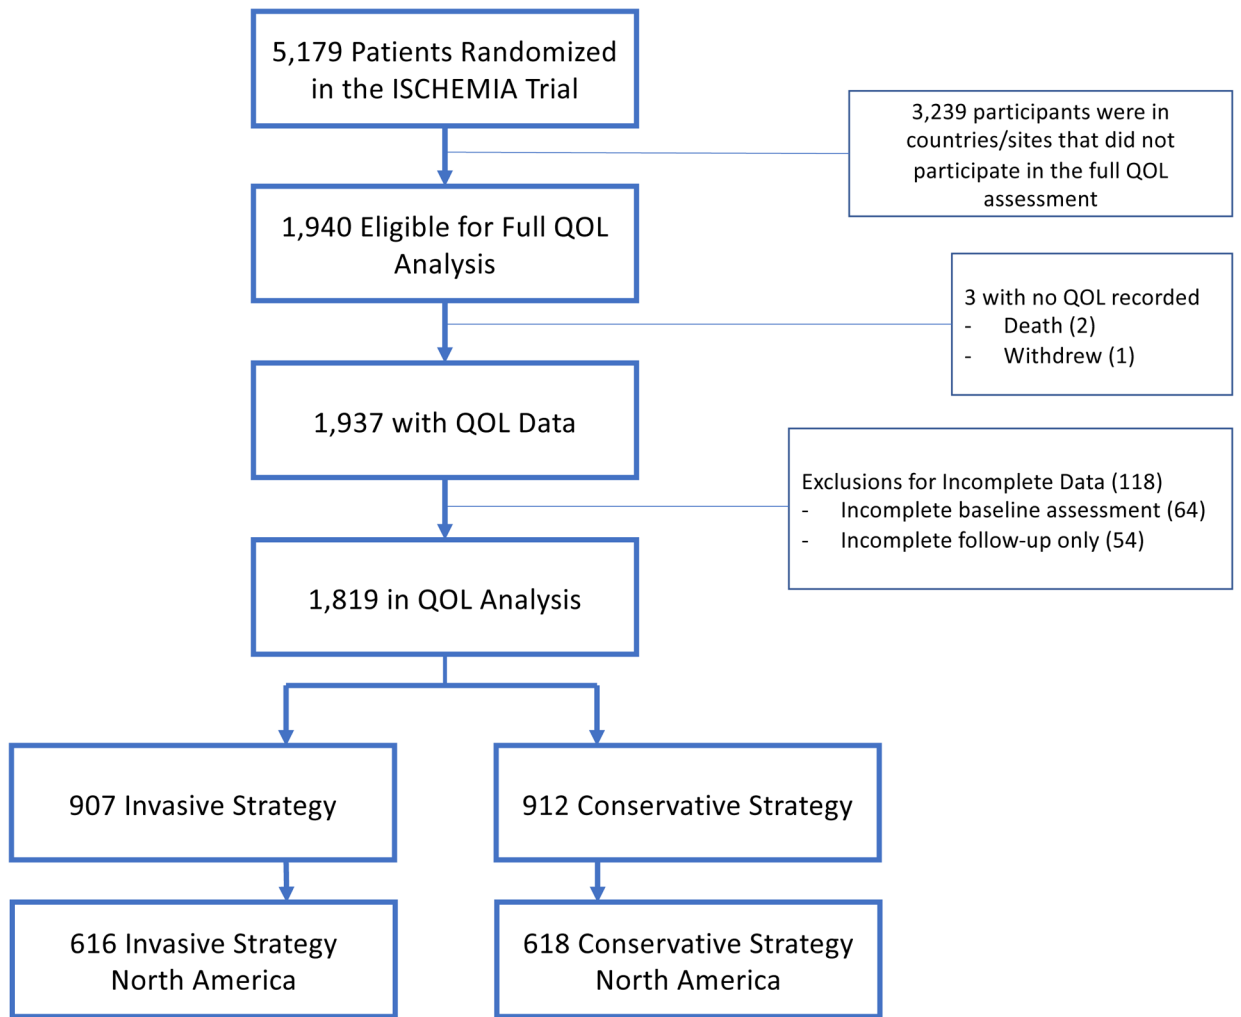 5,179 Patients Randomized
in the ISCHEMIA Trial
3,239 participants were in
countries/sites that did not
participate in the full QOL
assessment
1,940 Eligible for Full QOL
Analysis
3 with no QOL recorded
- Death (2)
- Withdrew (1)
1,937 with QOL Data
Exclusions for Incomplete Data (118)
- Incomplete baseline assessment (64)
- Incomplete follow-up only (54)
1,819 in QOL Analysis
907 Invasive Strategy
912 Conservative Strategy
616 Invasive Strategy
North America
618 Conservative Strategy
North America